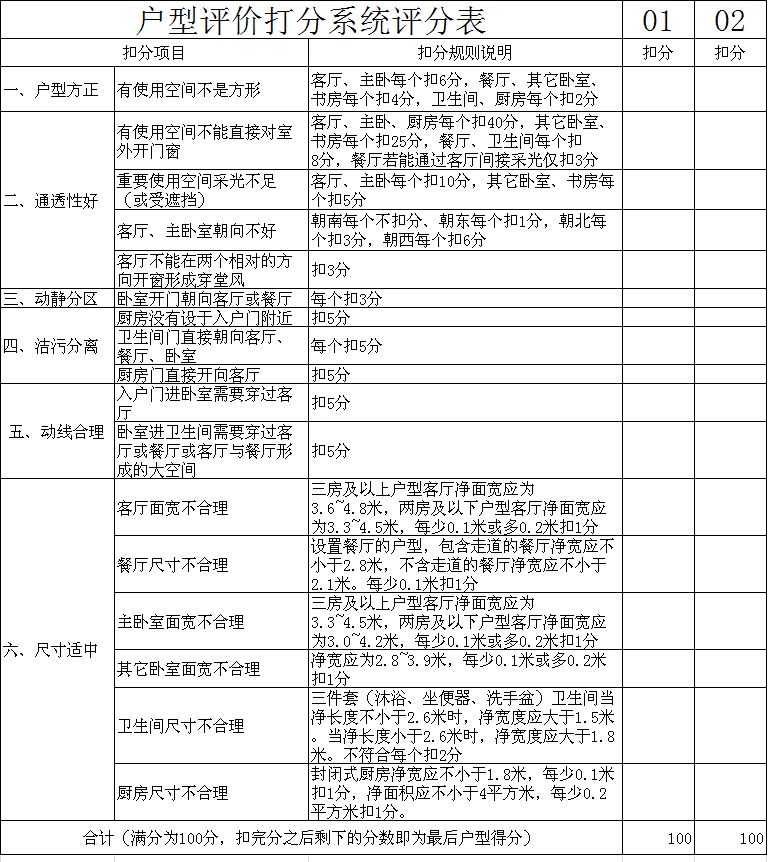 户型评价打分系统评分表 01 02
扣分项目 扣分规则说明 扣分 扣分
一、户型方正 有使用空间不是方形
客厅、主卧每个扣6分，餐厅、其它卧室、
书房每个扣4分，卫生间、厨房每个扣2分
二、通透性好
有使用空间不能直接对室
外开门窗
客厅、主卧、厨房每个扣40分，其它卧室、
书房每个扣25分，餐厅、卫生间每个扣
8分，餐厅若能通过客厅间接采光仅扣3分
重要使用空间采光不足
（或受遮挡）
客厅、主卧每个扣10分，其它卧室、书房每
个扣5分
客厅、主卧室朝向不好
朝南每个不扣分、朝东每个扣1分，朝北每
个扣3分，朝西每个扣6分
客厅不能在两个相对的方
向开窗形成穿堂风
扣3分
三、动静分区 卧室开门朝向客厅或餐厅 每个扣3分
四、洁污分离
厨房没有设于入户门附近 扣5分
卫生间门直接朝向客厅、
餐厅、卧室
每个扣5分
厨房门直接开向客厅 扣5分
五、动线合理
入户门进卧室需要穿过客
厅
扣5分
卧室进卫生间需要穿过客
厅或餐厅或客厅与餐厅形
成的大空间
扣5分
六、尺寸适中
客厅面宽不合理
三房及以上户型客厅净面宽应为
3.6~4.8米，两房及以下户型客厅净面宽应
为3.3~4.5米，每少0.1米或多0.2米扣1分
餐厅尺寸不合理
设置餐厅的户型，包含走道的餐厅净宽应不
小于2.8米，不含走道的餐厅净宽应不小于
2.1米。每少0.1米扣1分
主卧室面宽不合理
三房及以上户型客厅净面宽应为
3.3~4.5米，两房及以下户型客厅净面宽应
为3.0~4.2米，每少0.1米或多0.2米扣1分
其它卧室面宽不合理
净宽应为2.8~3.9米，每少0.1米或多0.2米
扣1分
卫生间尺寸不合理
三件套（沐浴、坐便器、洗手盆）卫生间当
净长度不小于2.6米时，净宽度应大于1.5米
。当净长度小于2.6米时，净宽度应大于1.8
米。不符合每个扣2分
厨房尺寸不合理
封闭式厨房净宽应不小于1.8米，每少0.1米
扣1分，净面积应不小于4平方米，每少0.2
平方米扣1分。
合计（满分为100分，扣完分之后剩下的分数即为最后户型得分） 100 100